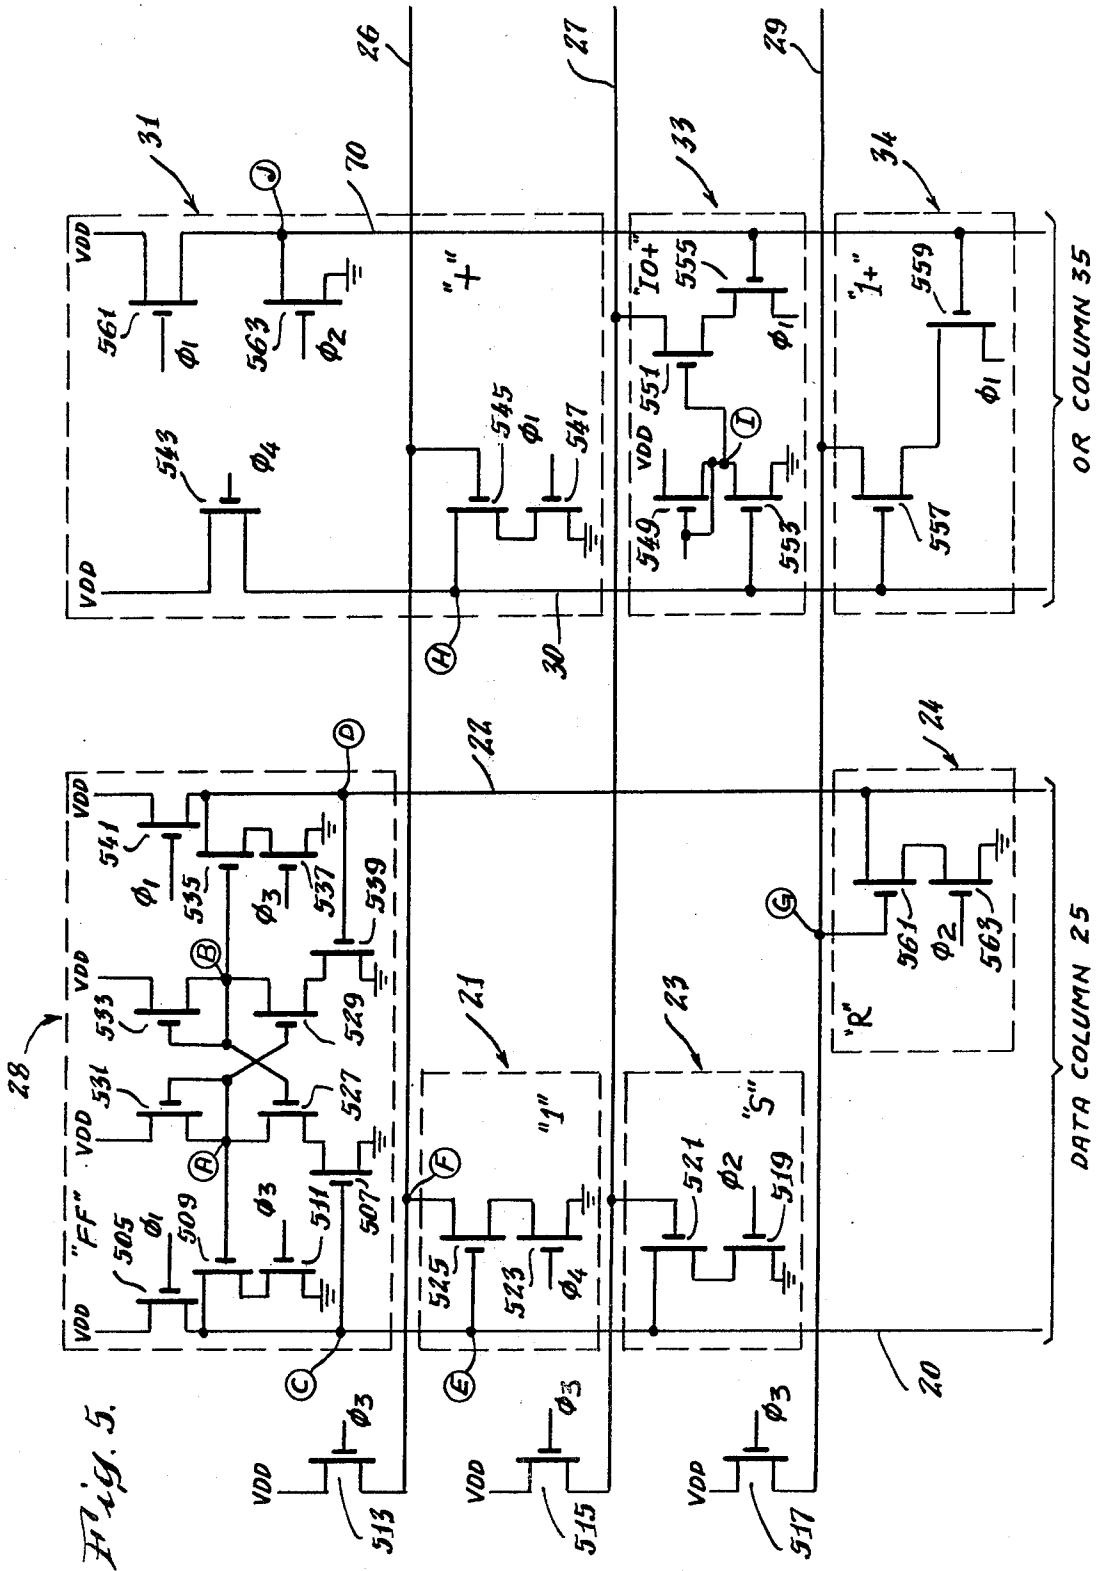 Fig. 5.
28
"FF"
VDD
505
Φ1
509
Φ3
511
507
C
A
VDD
531
527
VDD
533
B
529
VDD
541
Φ1
535
Φ3
537
539
D
22
VDD
513
Φ3
VDD
515
Φ3
VDD
517
Φ3
E
F
525
523
Φ4
"1"
21
521
Φ2
519
"S"
23
20
G
"R"
561
Φ2
563
24
DATA COLUMN 25
VDD
543
Φ4
VDD
561
Φ1
563
Φ2
J
31
70
26
H
30
545
Φ1
547
"+"
27
VDD
549
551
I
553
"IO+"
555
Φ1
33
29
557
"1+"
559
Φ1
34
OR COLUMN 35